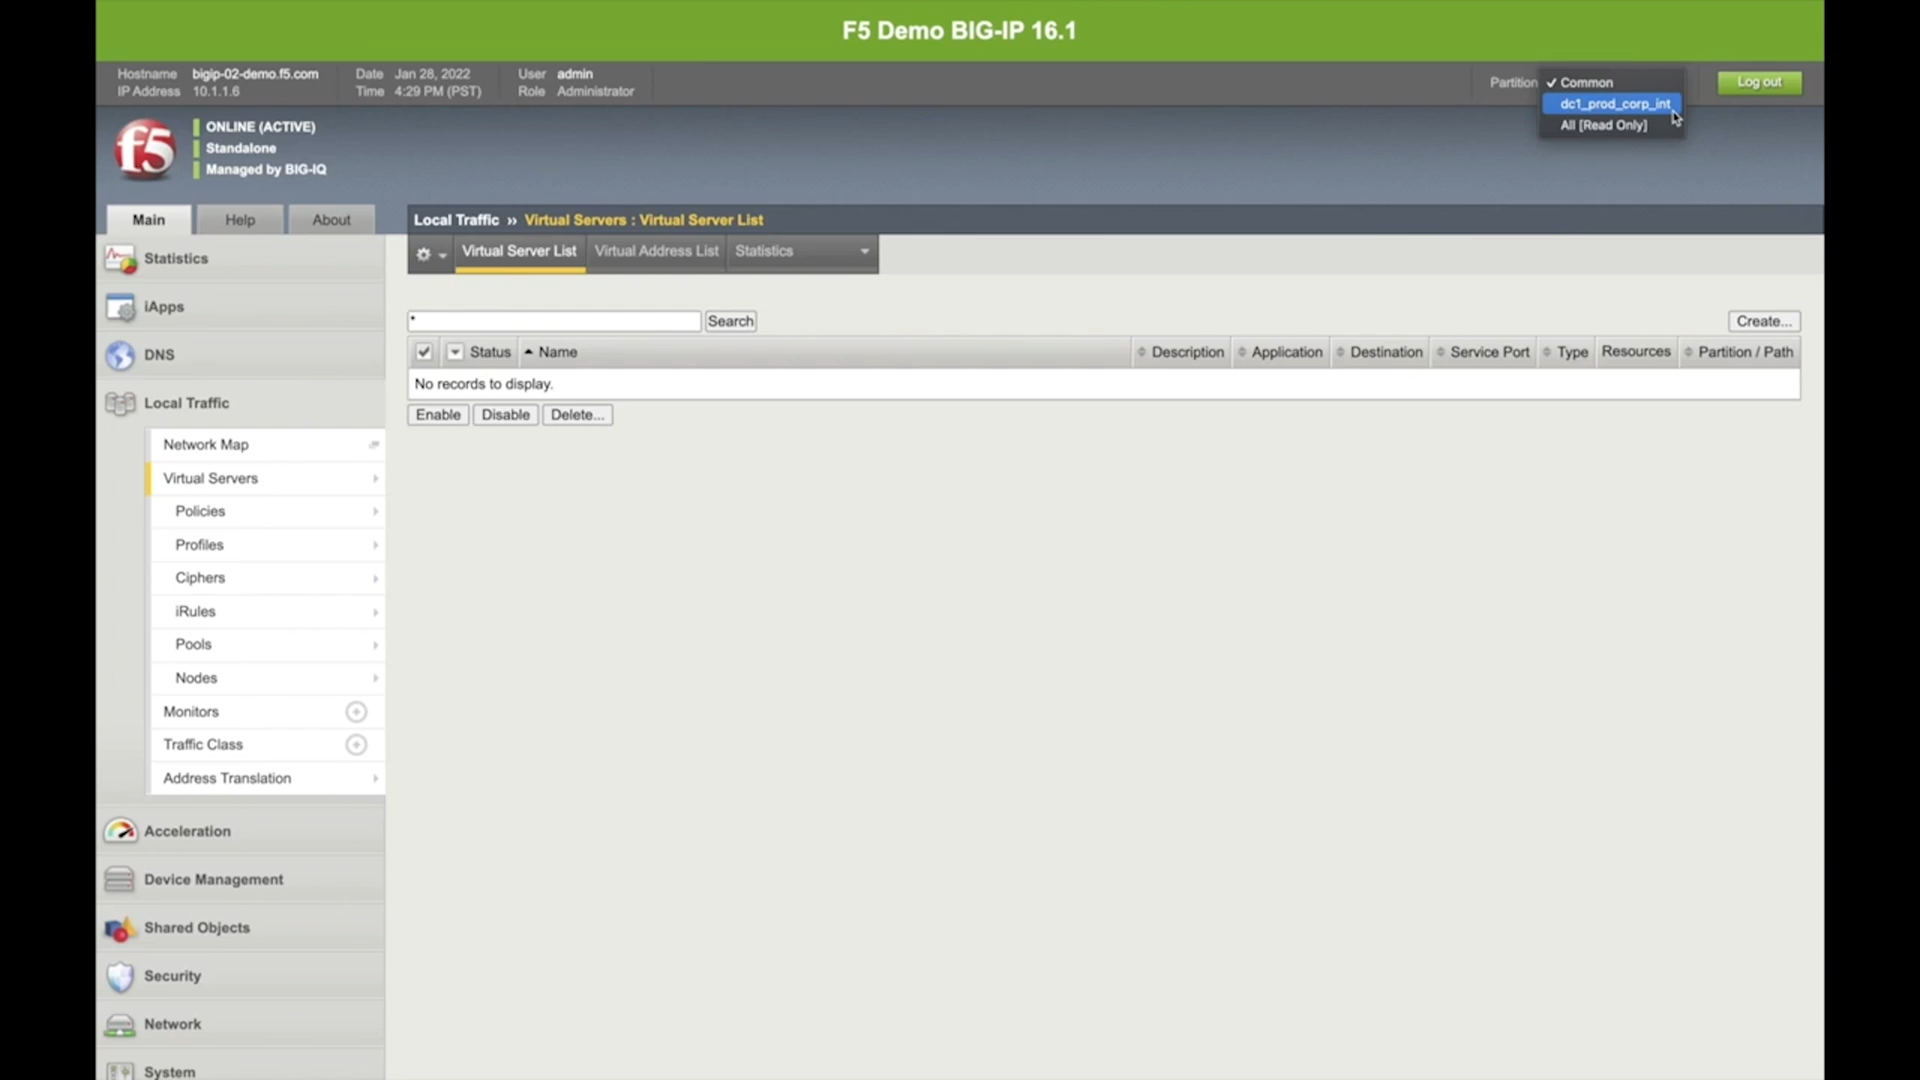 F5 Demo BIG-IP 16.1
Hostname bigip-02-demo.f5.com Date Jan 28, 2022 User admin
IP Address 10.1.1.6 Time 4:29 PM (PST) Role Administrator
Partition Common
dc1_prod_corp_int
All [Read Only]
Log out
f5
ONLINE (ACTIVE)
Standalone
Managed by BIG-IQ
Main Help About
Local Traffic ›› Virtual Servers : Virtual Server List
Virtual Server List Virtual Address List Statistics
Statistics
iApps
DNS
Local Traffic
Network Map
Virtual Servers
Policies
Profiles
Ciphers
iRules
Pools
Nodes
Monitors
Traffic Class
Address Translation
Acceleration
Device Management
Shared Objects
Security
Network
System
* Search Create...
Status Name Description Application Destination Service Port Type Resources Partition / Path
No records to display.
Enable Disable Delete...